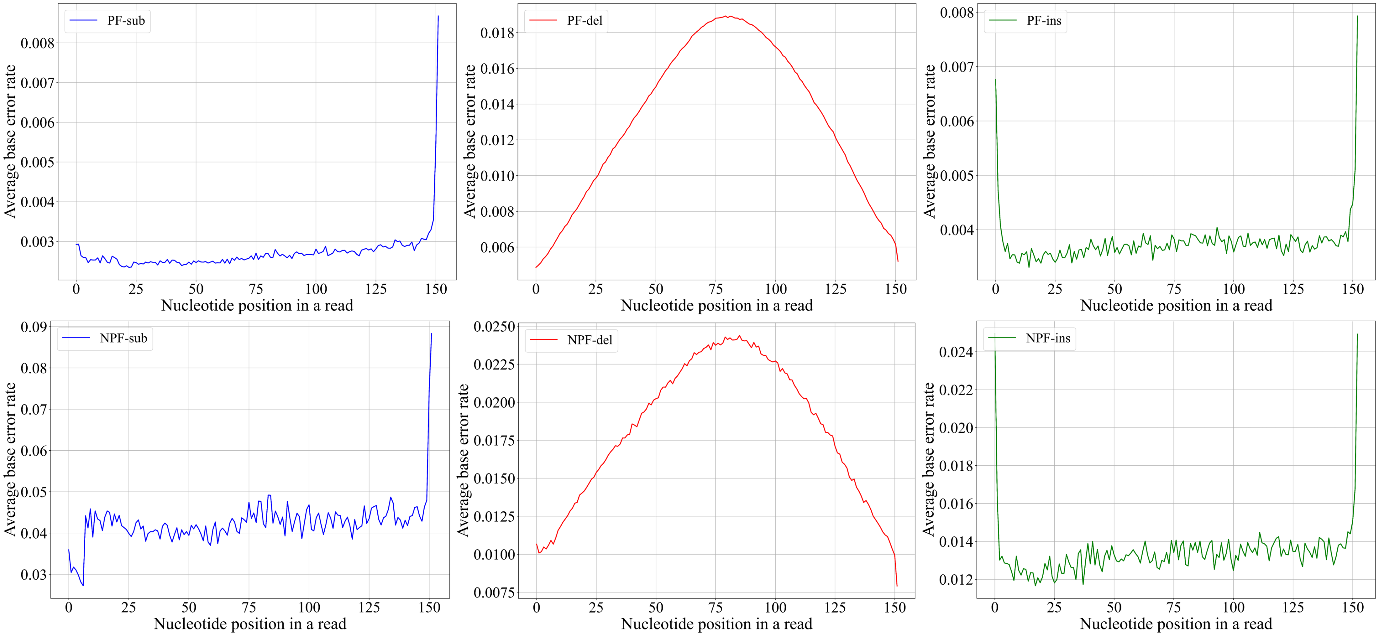 PF-sub
0.008
0.007
0.006
0.005
0.004
0.003
Average base error rate
0 25 50 75 100 125 150
Nucleotide position in a read
PF-del
0.018
0.016
0.014
0.012
0.010
0.008
0.006
Average base error rate
0 25 50 75 100 125 150
Nucleotide position in a read
PF-ins
0.008
0.007
0.006
0.005
0.004
Average base error rate
0 25 50 75 100 125 150
Nucleotide position in a read
NPF-sub
0.09
0.08
0.07
0.06
0.05
0.04
0.03
Average base error rate
0 25 50 75 100 125 150
Nucleotide position in a read
NPF-del
0.0250
0.0225
0.0200
0.0175
0.0150
0.0125
0.0100
0.0075
Average base error rate
0 25 50 75 100 125 150
Nucleotide position in a read
NPF-ins
0.024
0.022
0.020
0.018
0.016
0.014
0.012
Average base error rate
0 25 50 75 100 125 150
Nucleotide position in a read